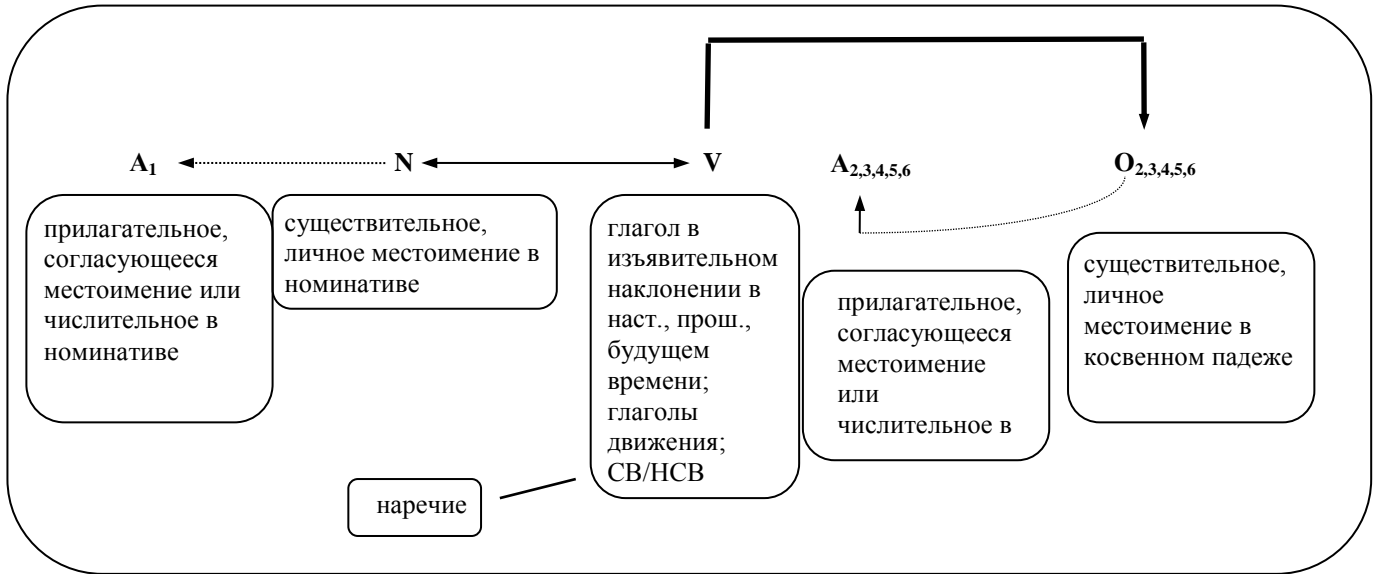 A1 N V A2,3,4,5,6 O2,3,4,5,6
прилагательное,
согласующееся
местоимение или
числительное в
номинативе
существительное,
личное местоимение в
номинативе
глагол в
изъявительном
наклонении в
наст., прош.,
будущем
времени;
глаголы
движения;
СВ/НСВ
прилагательное,
согласующееся
местоимение
или
числительное в
существительное,
личное
местоимение в
косвенном падеже
наречие